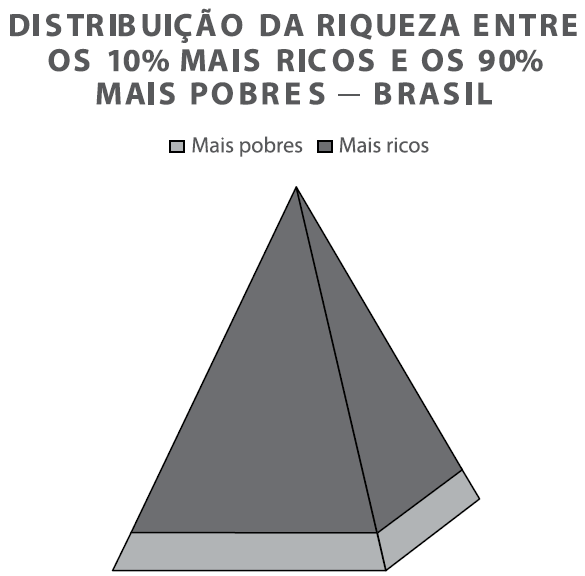 DISTRIBUIÇÃO DA RIQUEZA ENTRE
OS 10% MAIS RICOS E OS 90%
MAIS POBRES — BRASIL
Mais pobres Mais ricos